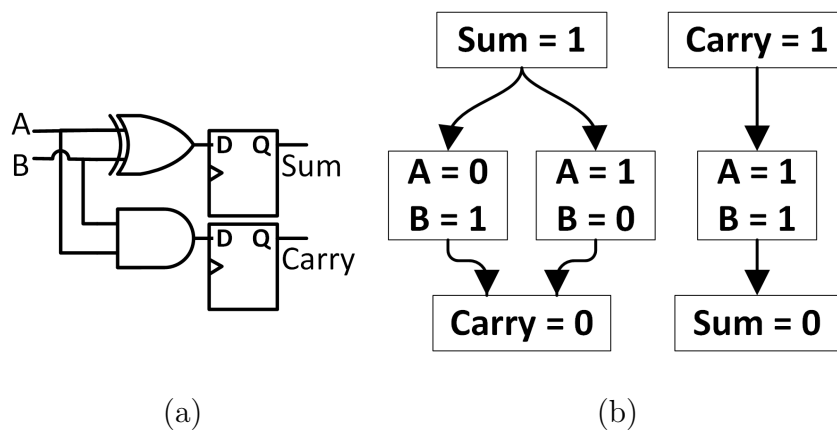 A
B
D Q
Sum
D Q
Carry
(a)
Sum = 1
A = 0
B = 1
A = 1
B = 0
Carry = 0
Carry = 1
A = 1
B = 1
Sum = 0
(b)